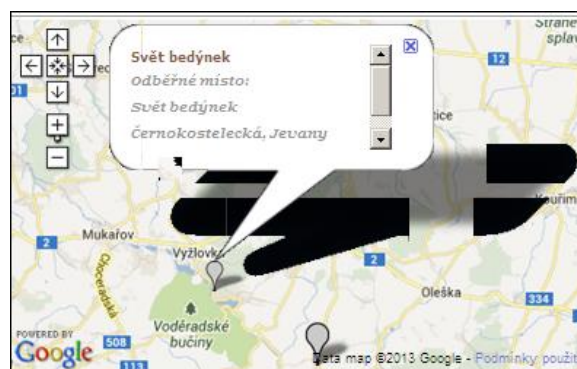 Svět bedýnek
Odběrné místo:
Svět bedýnek
Černokostelecká, Jevany
12
2
Mukařov
Vyžlovka
2
Oleška
334
Voděradské
bučiny
508
113
POWERED BY
Google
Data map ©2013 Google - Podmínky použit